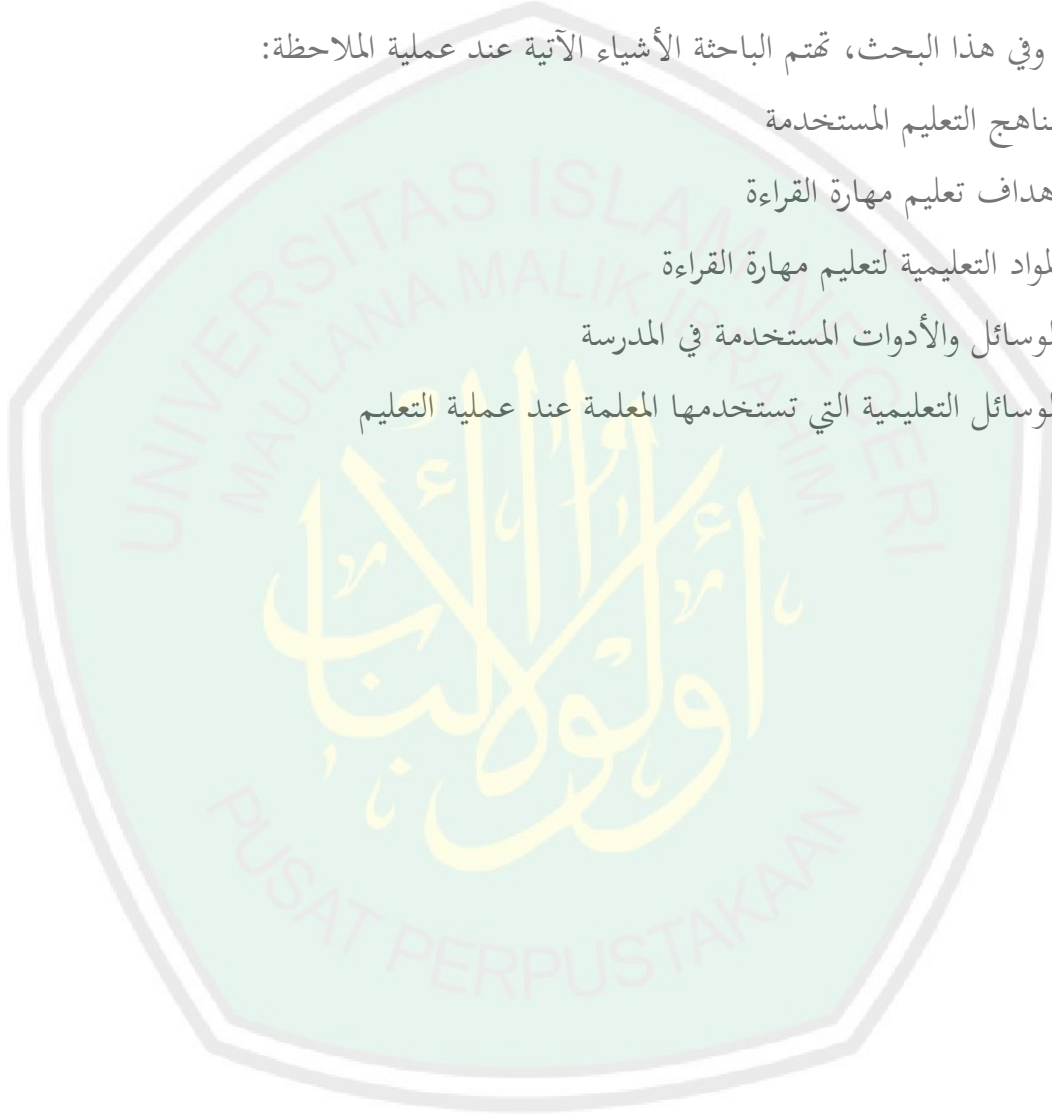 وفي هذا البحث، تهتم الباحثة الأشياء الآتية عند عملية الملاحظة:
ناهج التعليم المستخدمة
هداف تعليم مهارة القراءة
لمواد التعليمية لتعليم مهارة القراءة
لوسائل والأدوات المستخدمة في المدرسة
لوسائل التعليمية التي تستخدمها المعلمة عند عملية التعليم
UNIVERSITAS ISLAM NEGERI
MAULANA MALIK IBRAHIM
PUSAT PERPUSTAKAAN